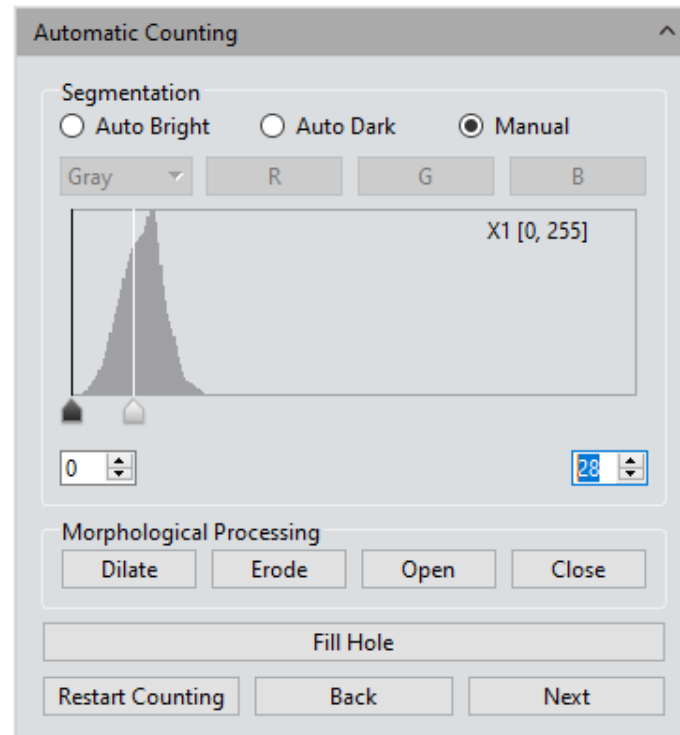 Automatic Counting
Segmentation
Auto Bright Auto Dark Manual
Gray R G B
X1 [0, 255]
0 28
Morphological Processing
Dilate Erode Open Close
Fill Hole
Restart Counting Back Next